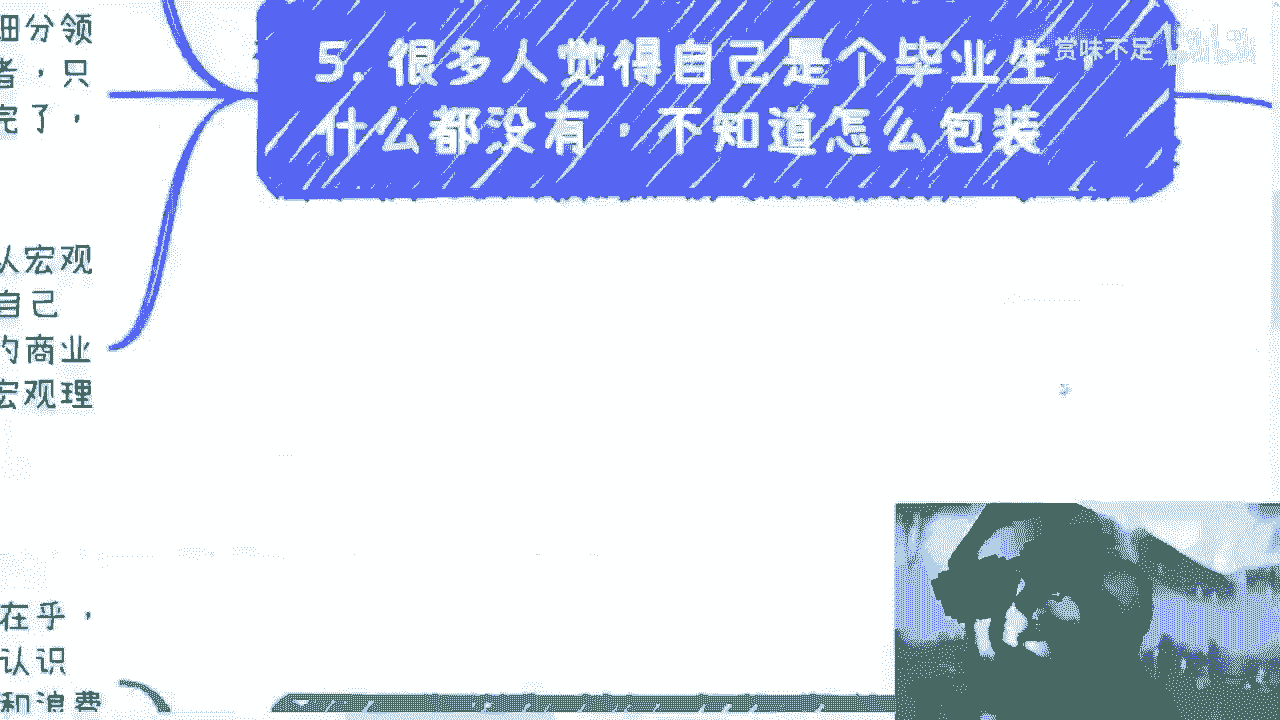 细分领
者,只
完了,
从宏观
自己
的商业
宏观理
在乎,
认识
和浪费
5. 很多人觉得自己是个毕业生
什么都没有,不知道怎么包装
赏味不足